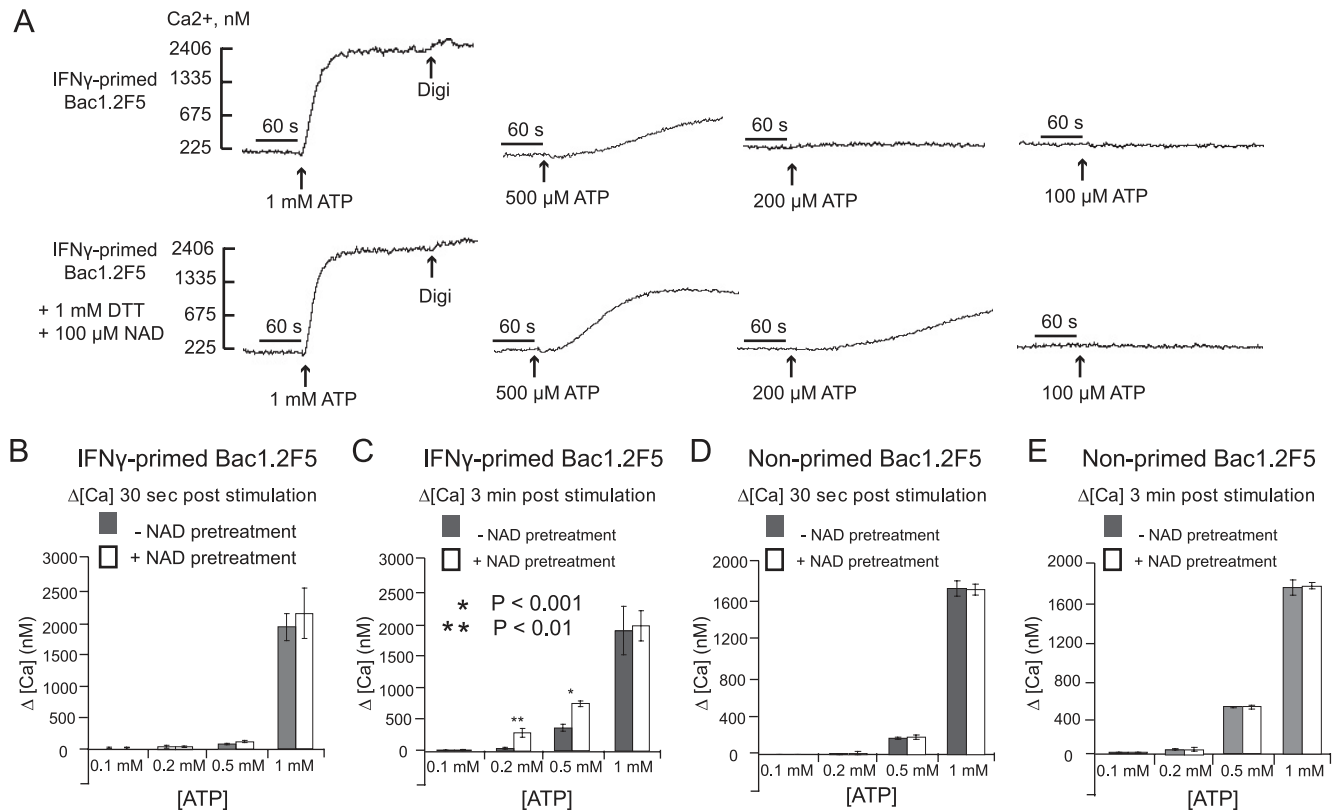 A
Ca2+, nM
IFNγ-primed
Bac1.2F5
2406
1335
675
225
60 s
1 mM ATP
Digi
60 s
500 µM ATP
60 s
200 µM ATP
60 s
100 µM ATP
IFNγ-primed
Bac1.2F5
+ 1 mM DTT
+ 100 µM NAD
2406
1335
675
225
60 s
1 mM ATP
Digi
60 s
500 µM ATP
60 s
200 µM ATP
60 s
100 µM ATP
B IFNγ-primed Bac1.2F5
Δ[Ca] 30 sec post stimulation
- NAD pretreatment
+ NAD pretreatment
Δ [Ca] (nM)
3000
2500
2000
1500
1000
500
0
0.1 mM 0.2 mM 0.5 mM 1 mM
[ATP]
C IFNγ-primed Bac1.2F5
Δ[Ca] 3 min post stimulation
- NAD pretreatment
+ NAD pretreatment
* P < 0.001
** P < 0.01
Δ [Ca] (nM)
3000
2500
2000
1500
1000
500
0
**
*
0.1 mM 0.2 mM 0.5 mM 1 mM
[ATP]
D Non-primed Bac1.2F5
Δ[Ca] 30 sec post stimulation
- NAD pretreatment
+ NAD pretreatment
Δ [Ca] (nM)
2000
1600
1200
800
400
0
0.1 mM 0.2 mM 0.5 mM 1 mM
[ATP]
E Non-primed Bac1.2F5
Δ[Ca] 3 min post stimulation
- NAD pretreatment
+ NAD pretreatment
Δ [Ca] (nM)
2000
1600
1200
800
400
0
0.1 mM 0.2 mM 0.5 mM 1 mM
[ATP]